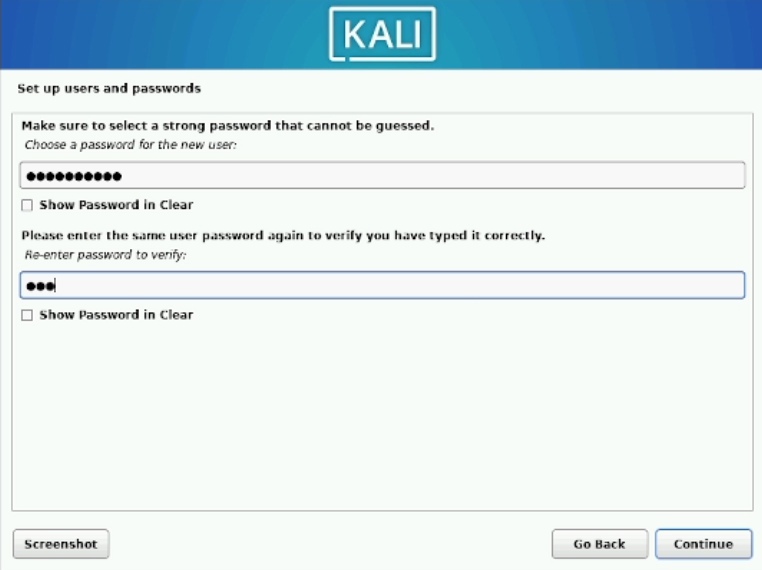 KALI
Set up users and passwords
Make sure to select a strong password that cannot be guessed.
Choose a password for the new user:
●●●●●●●●●●
Show Password in Clear
Please enter the same user password again to verify you have typed it correctly.
Re-enter password to verify:
●●●
Show Password in Clear
Screenshot
Go Back
Continue